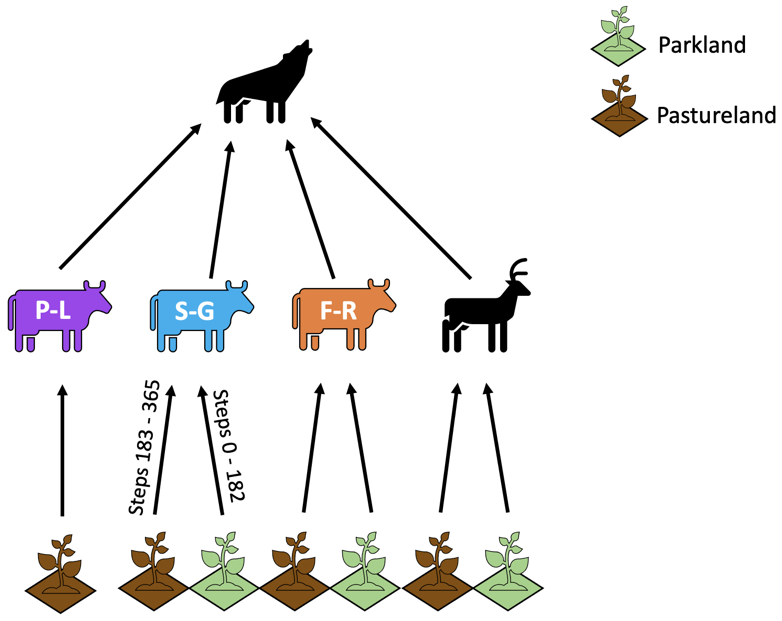 Parkland
Pastureland
P-L
S-G
F-R
Steps 183 - 365
Steps 0 - 182